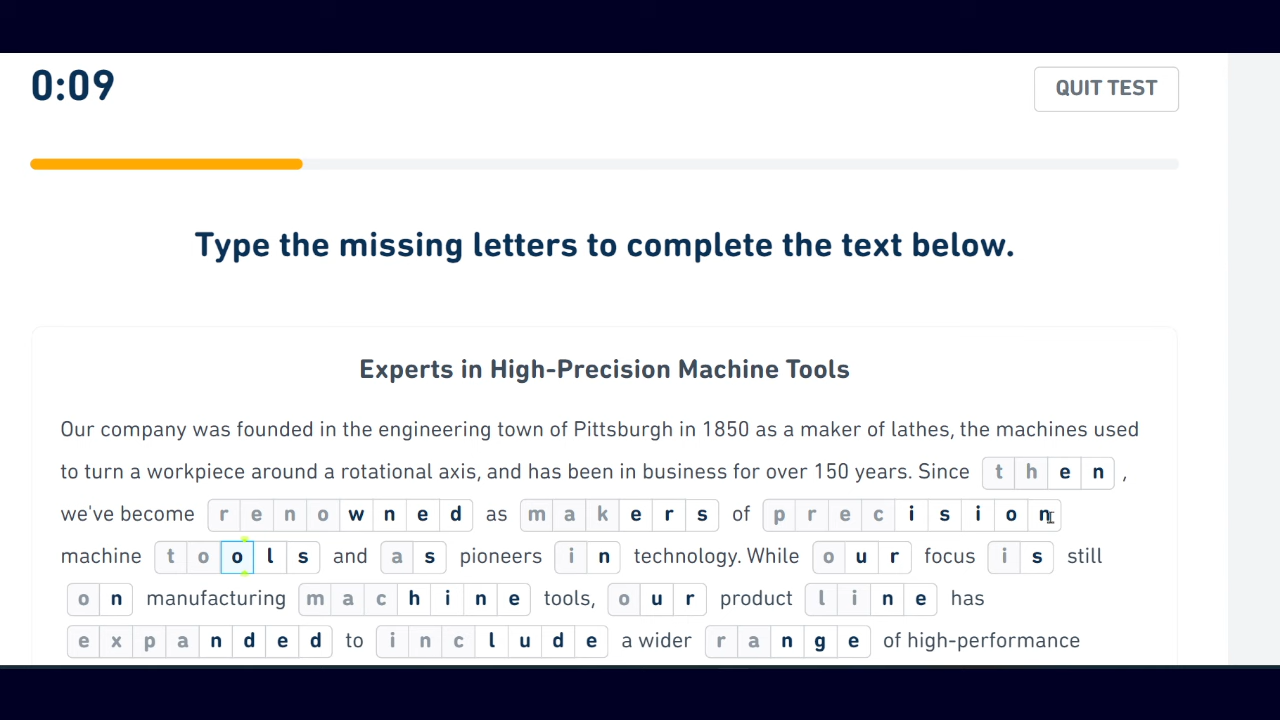 0:09
QUIT TEST
Type the missing letters to complete the text below.
Experts in High-Precision Machine Tools
Our company was founded in the engineering town of Pittsburgh in 1850 as a maker of lathes, the machines used
to turn a workpiece around a rotational axis, and has been in business for over 150 years. Since then,
we've become renowned as makers of precision
machine tools and as pioneers in technology. While our focus is still
on manufacturing machine tools, our product line has
expanded to include a wider range of high-performance